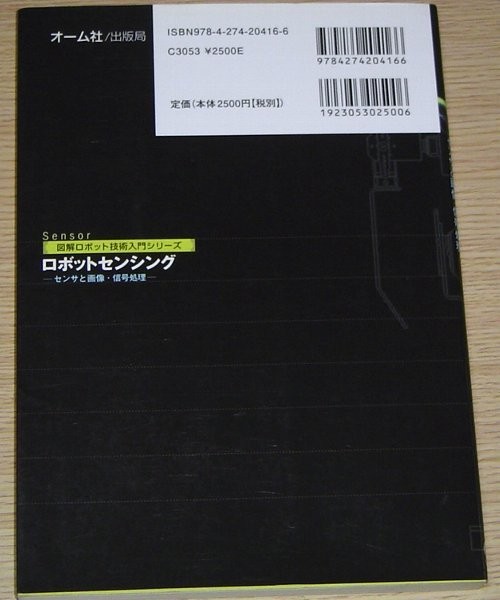 オーム社/出版局
ISBN978-4-274-20416-6
C3053 ¥2500E
定価(本体2500円【税別】)
9784274204166
1923053025006
Sensor
図解ロボット技術入門シリーズ
ロボットセンシング
―センサと画像・信号処理―